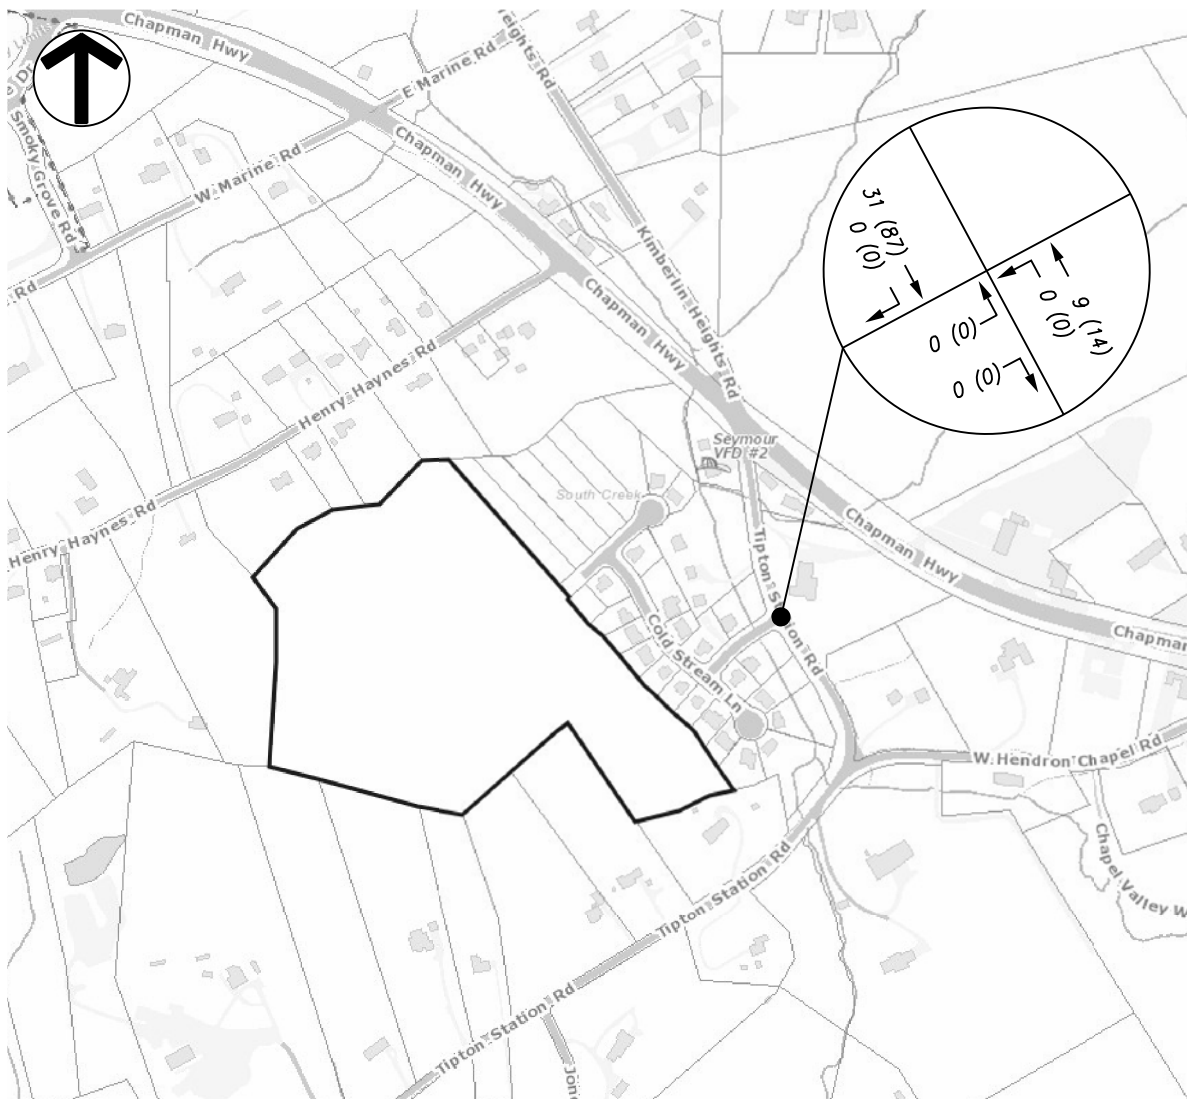 Chapman Hwy
E Marine Rd
Heights Rd
Smoky Grove Rd
W Marine Rd
Chapman Hwy
Kimberlin Heights Rd
31 (87)
0 (0)
9 (14)
0 (0)
0 (0)
0 (0)
Rd
Chapman Hwy
Henry Haynes Rd
Seymour
VFD #2
South Creek
Henry Haynes Rd
Chapman Hwy
Tipton Station Rd
Cold Stream Ln
Chapman
W Hendron Chapel Rd
Chapel Valley W
Tipton Station Rd
Tipton Station Rd
Jon